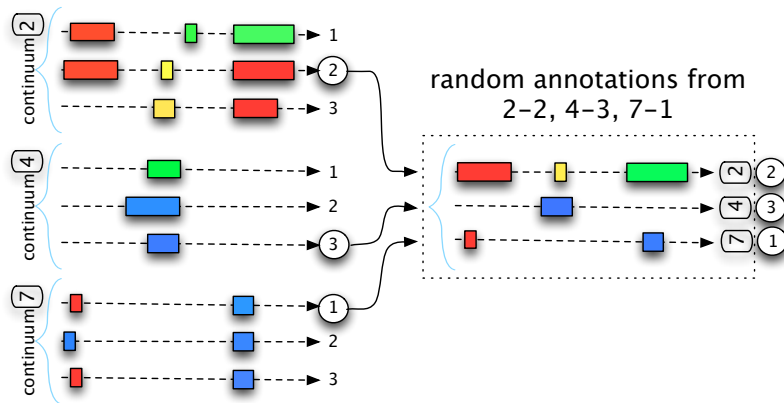 continuum 2
1
2
3
continuum 4
1
2
3
continuum 7
1
2
3
random annotations from
2-2, 4-3, 7-1
2 2
4 3
7 1